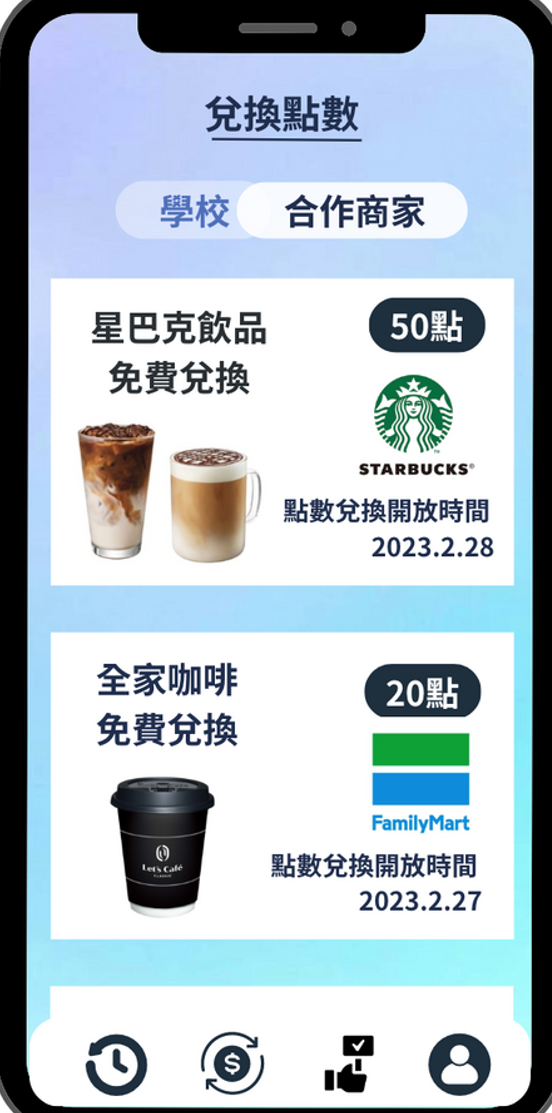 兌換點數
學校
合作商家
星巴克飲品
免費兌換
50點
STARBUCKS®
點數兌換開放時間
2023.2.28
全家咖啡
免費兌換
20點
FamilyMart
Let's Café
點數兌換開放時間
2023.2.27